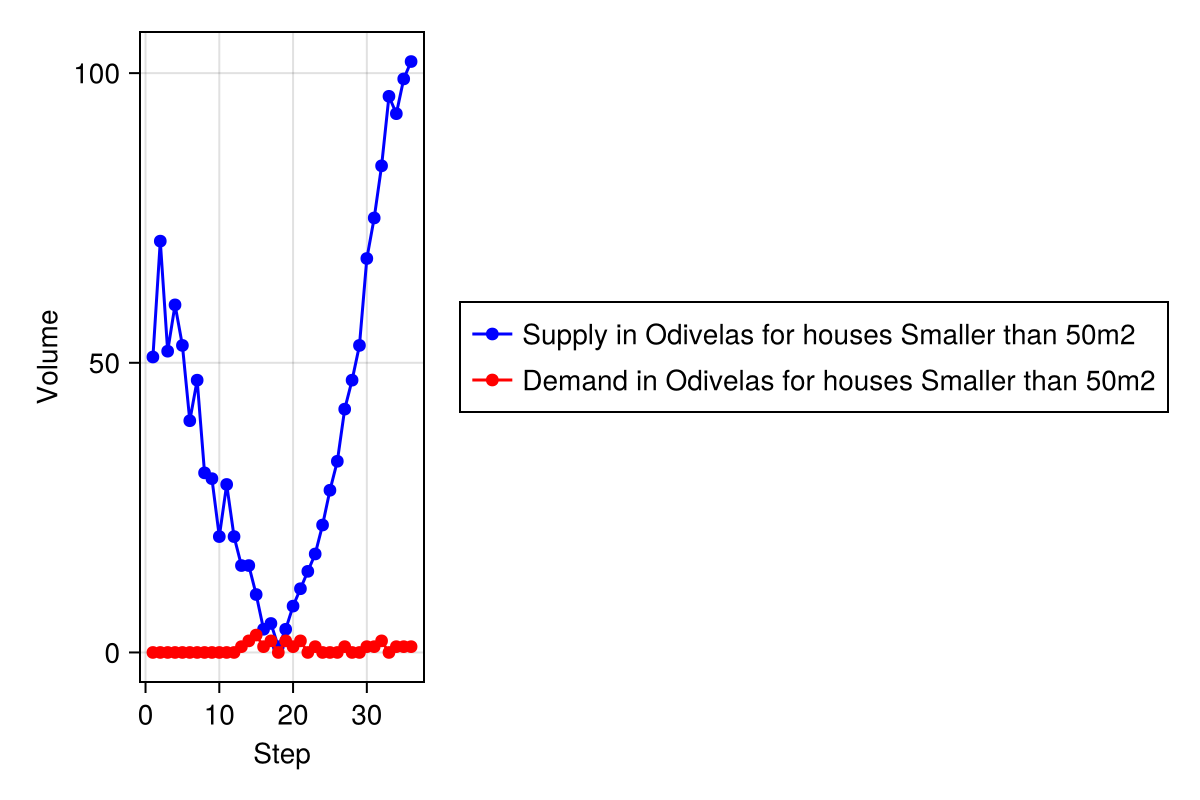 100
50
0
Volume
0 10 20 30
Step
Supply in Odivelas for houses Smaller than 50m2
Demand in Odivelas for houses Smaller than 50m2